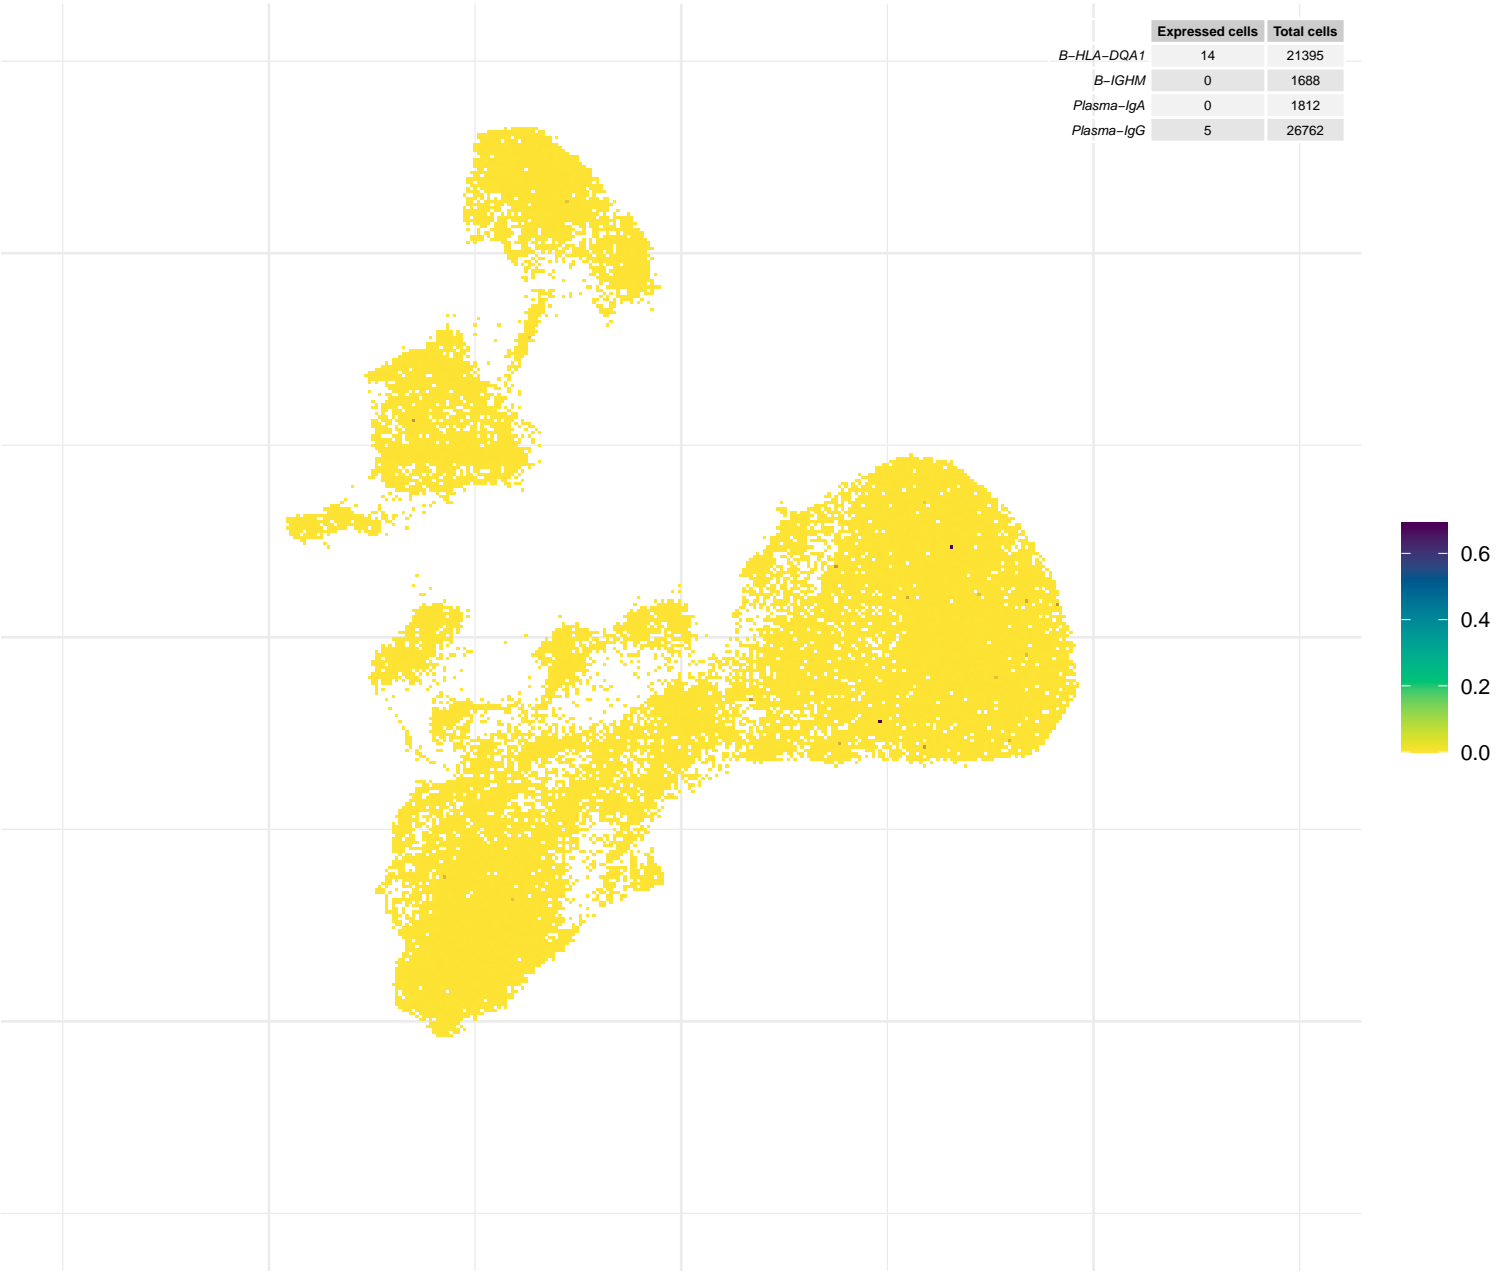 Expressed cells Total cells
B−HLA−DQA1 14 21395
B−IGHM 0 1688
Plasma−IgA 0 1812
Plasma−IgG 5 26762
0.6
0.4
0.2
0.0